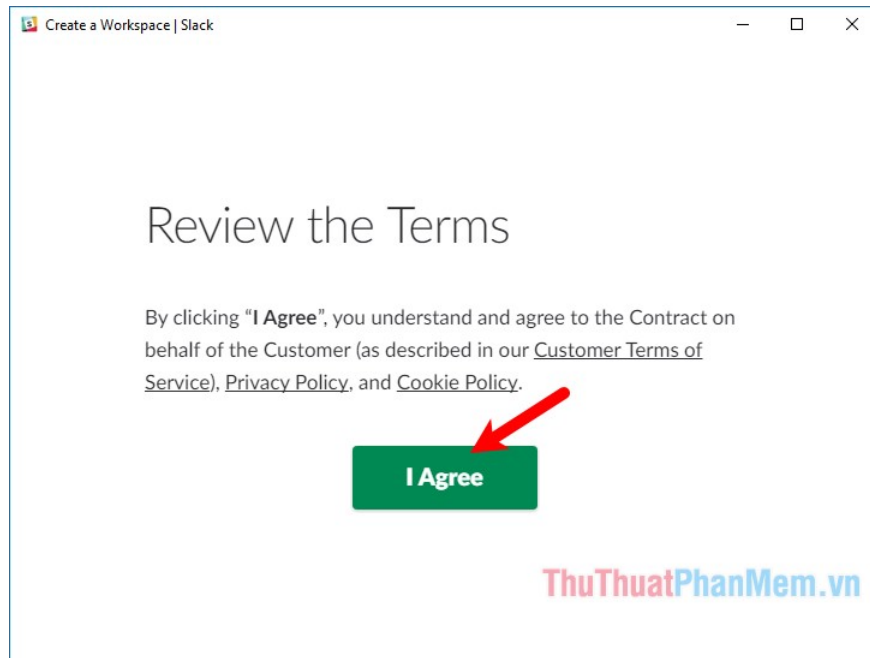 Create a Workspace | Slack
Review the Terms
By clicking “I Agree”, you understand and agree to the Contract on
behalf of the Customer (as described in our Customer Terms of
Service), Privacy Policy, and Cookie Policy.
I Agree
ThuThuatPhanMem.vn